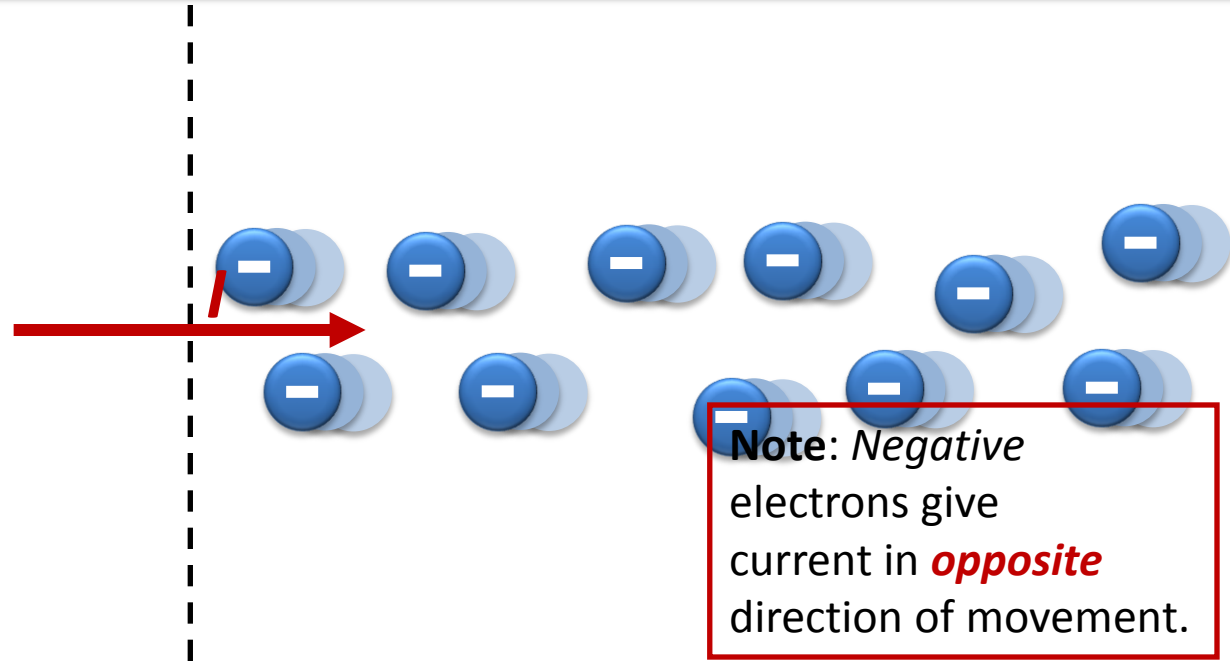 I
Note: Negative
electrons give
current in opposite
direction of movement.